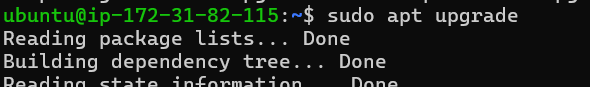 ubuntu@ip-172-31-82-115:~$ sudo apt upgrade
Reading package lists... Done
Building dependency tree... Done
Reading state information... Done